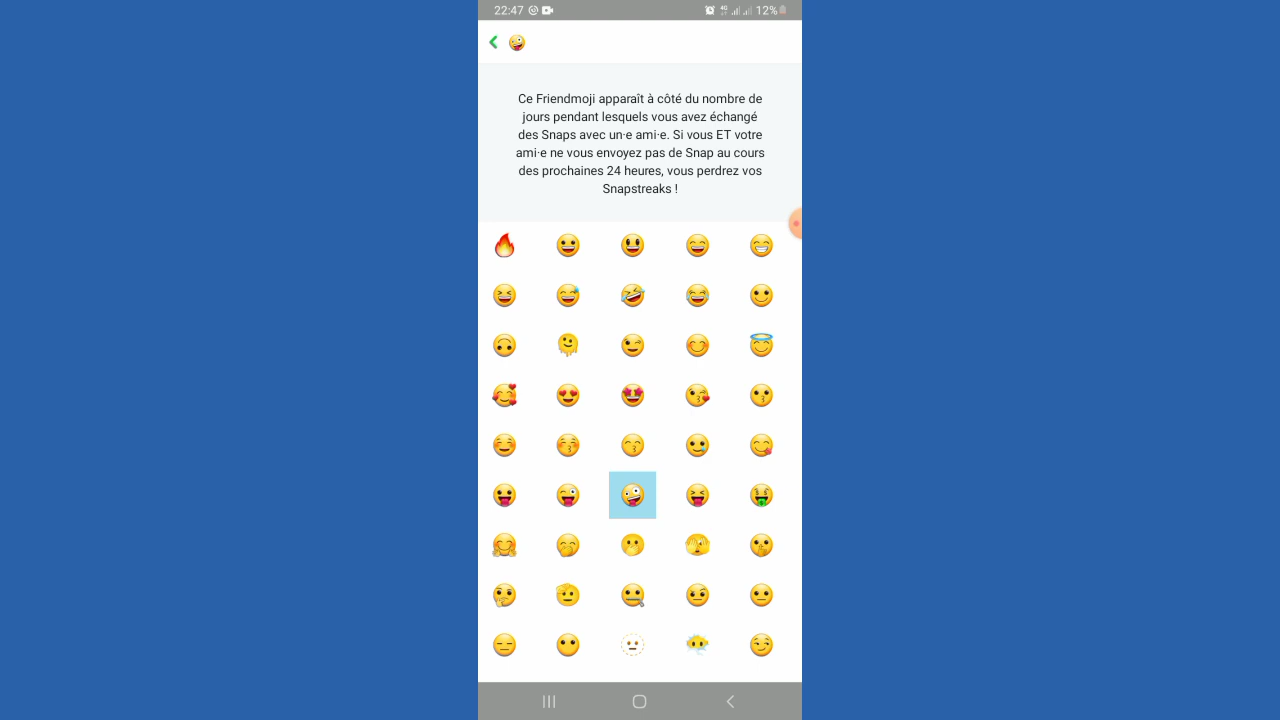 22:47
4G
12%
Ce Friendmoji apparaît à côté du nombre de
jours pendant lesquels vous avez échangé
des Snaps avec un·e ami·e. Si vous ET votre
ami·e ne vous envoyez pas de Snap au cours
des prochaines 24 heures, vous perdrez vos
Snapstreaks !